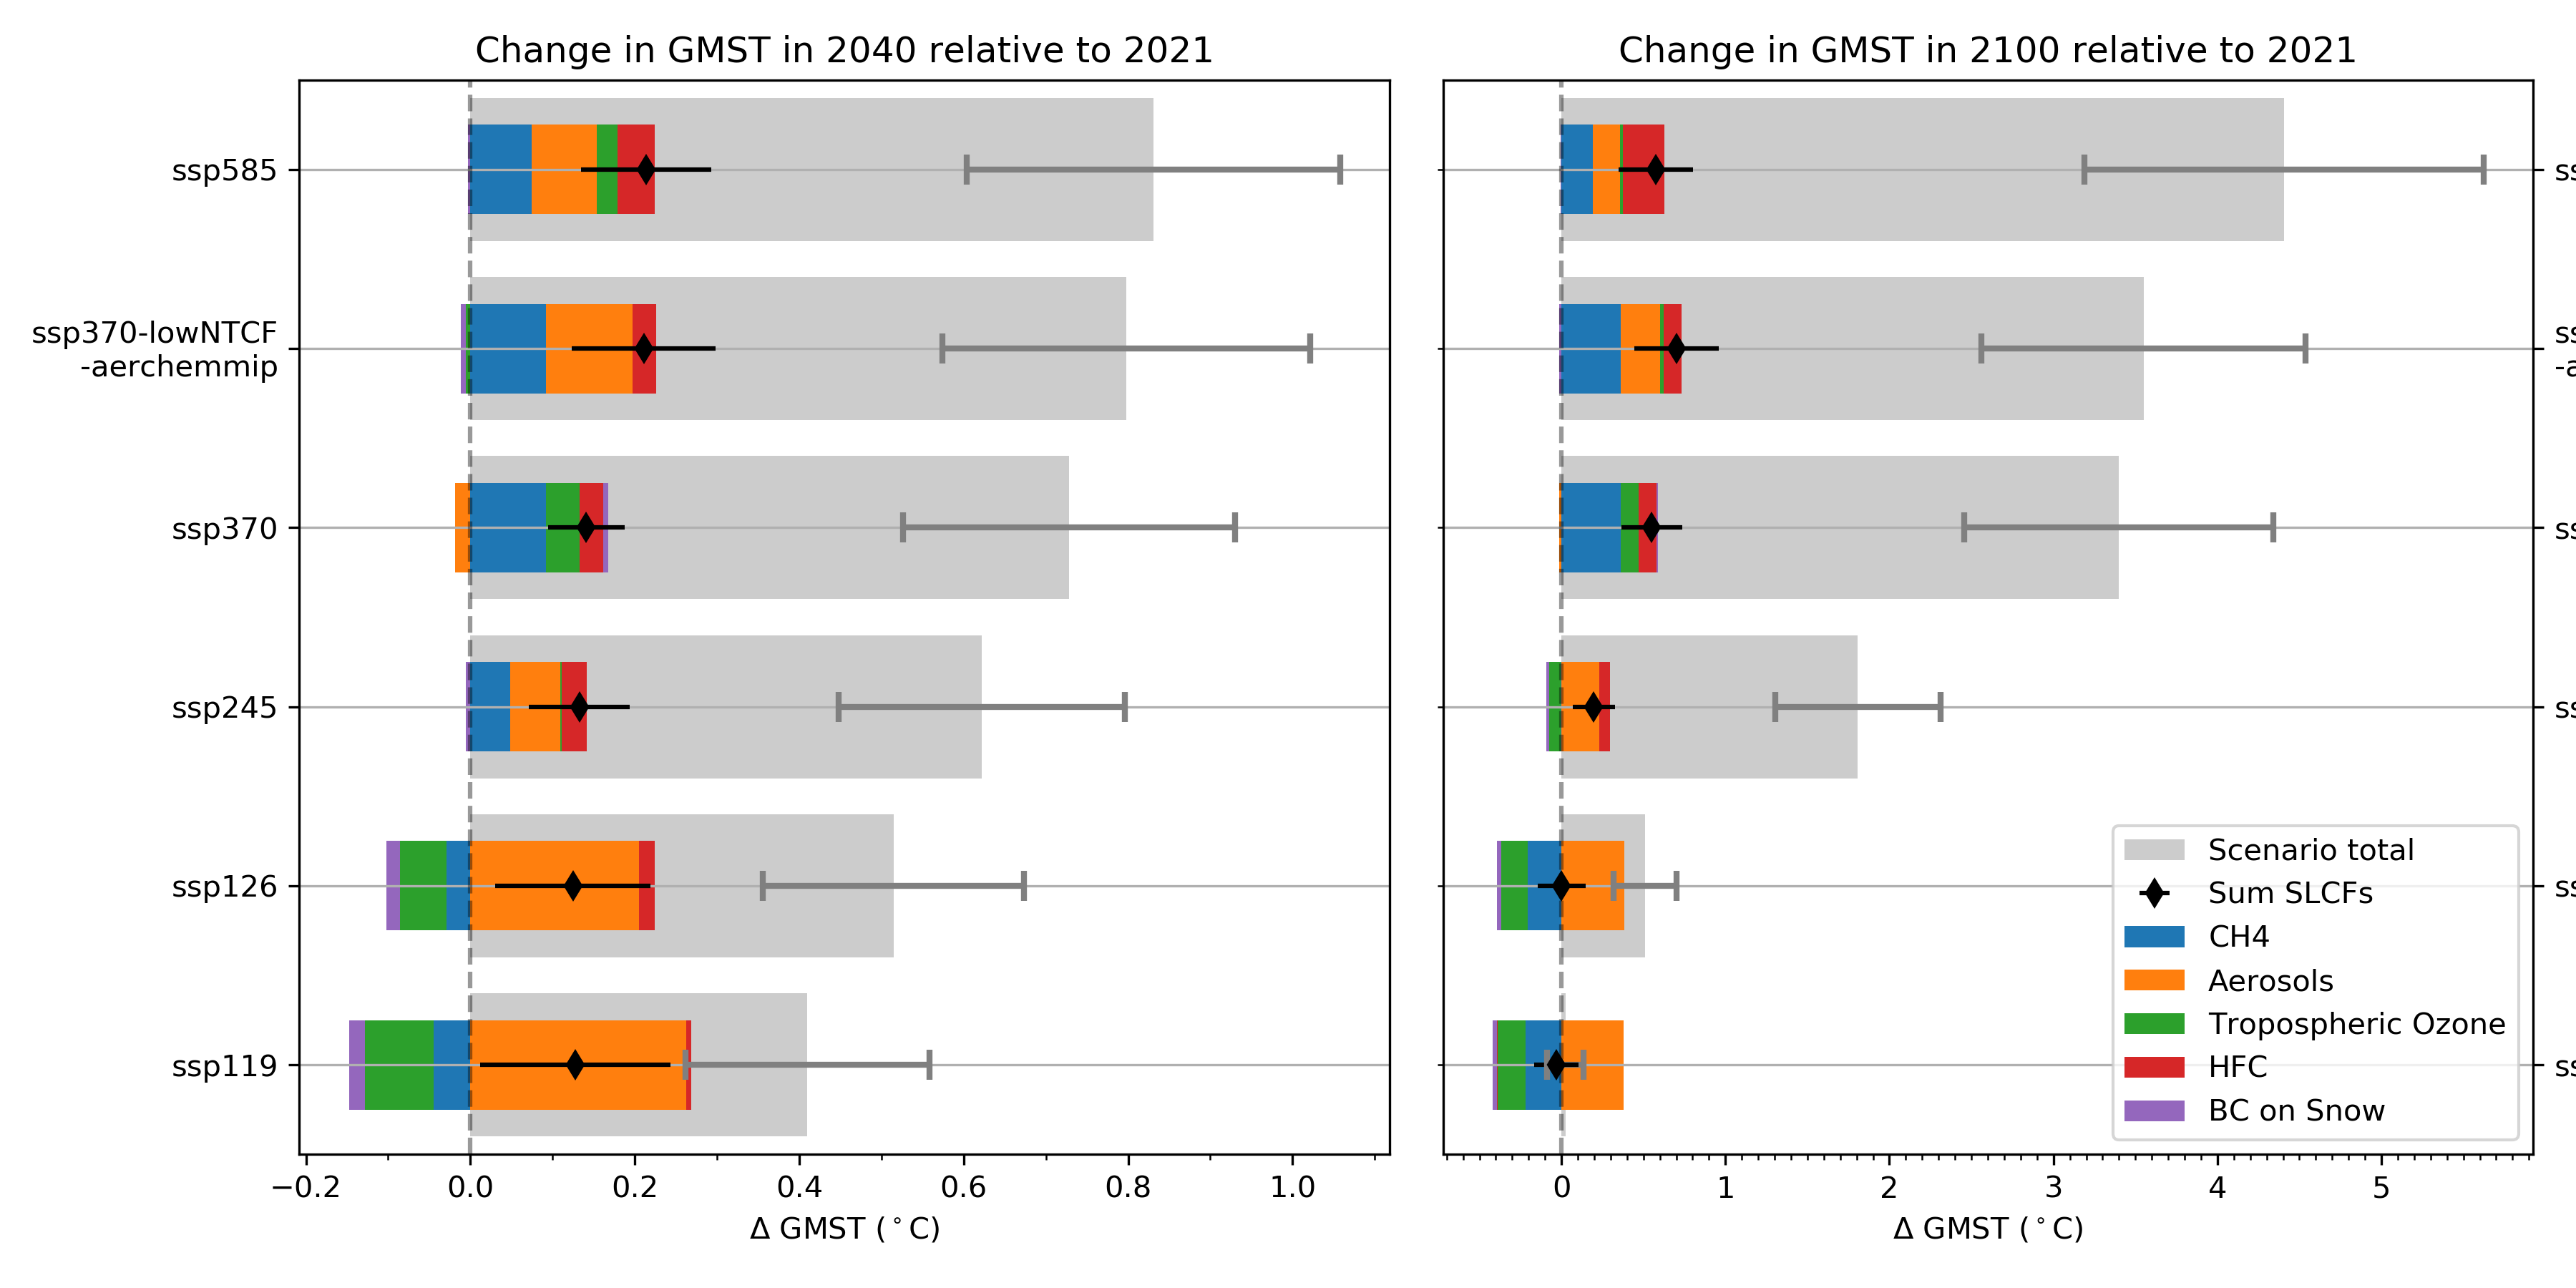 Change in GMST in 2040 relative to 2021
Change in GMST in 2100 relative to 2021
ssp585
ssp370-lowNTCF
-aerchemmip
ssp370
ssp245
ssp126
ssp119
−0.2 0.0 0.2 0.4 0.6 0.8 1.0
Δ GMST (°C)
0 1 2 3 4 5
Δ GMST (°C)
Scenario total
Sum SLCFs
CH4
Aerosols
Tropospheric Ozone
HFC
BC on Snow